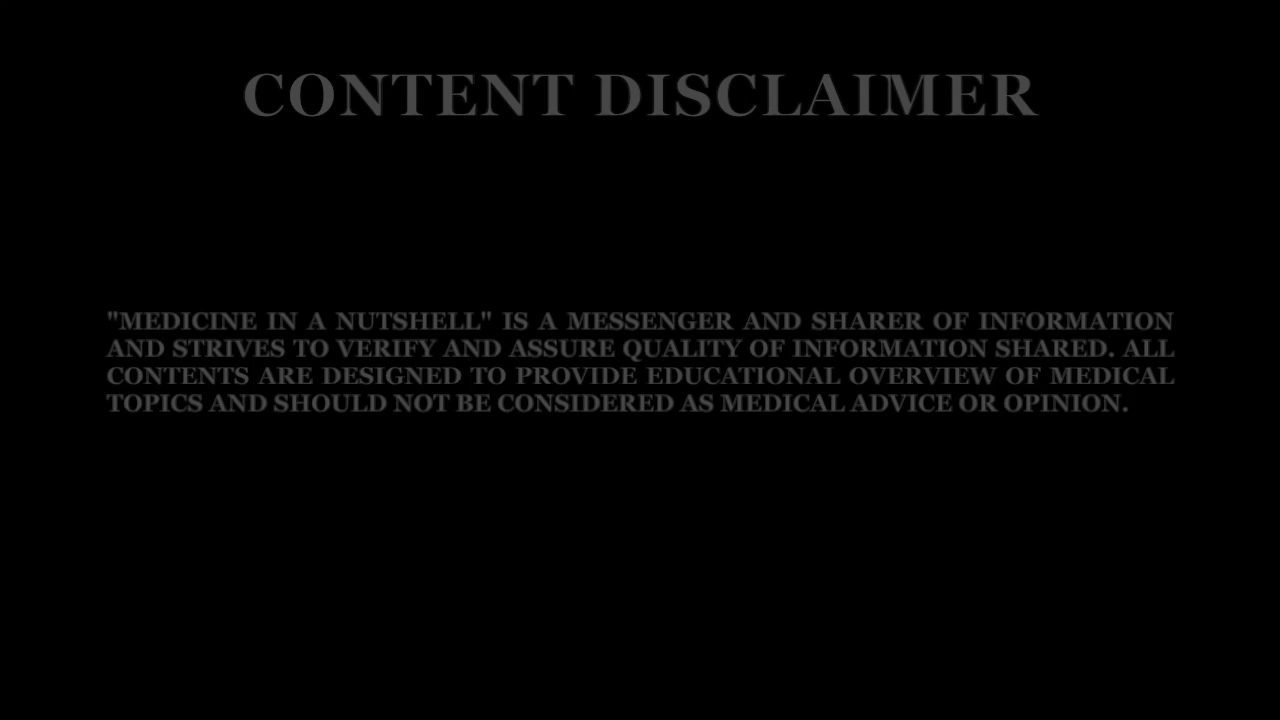 CONTENT DISCLAIMER
"MEDICINE IN A NUTSHELL" IS A MESSENGER AND SHARER OF INFORMATION
AND STRIVES TO VERIFY AND ASSURE QUALITY OF INFORMATION SHARED. ALL
CONTENTS ARE DESIGNED TO PROVIDE EDUCATIONAL OVERVIEW OF MEDICAL
TOPICS AND SHOULD NOT BE CONSIDERED AS MEDICAL ADVICE OR OPINION.